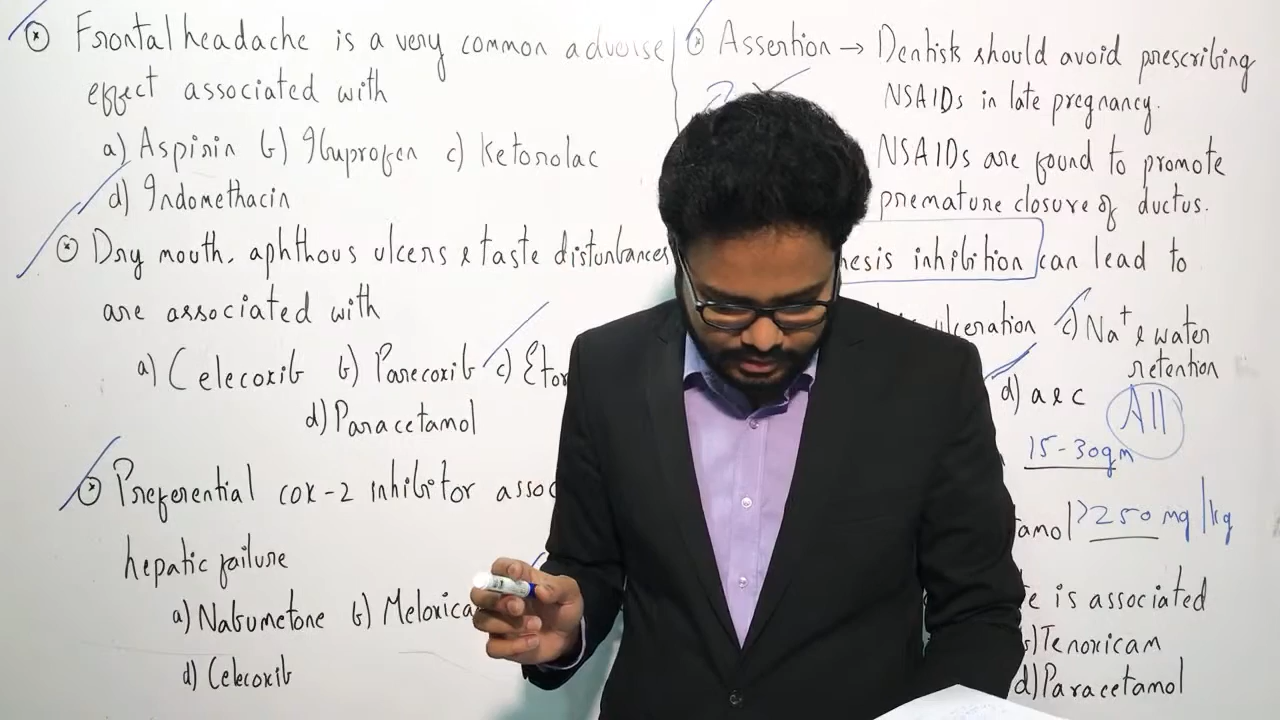 Frontal headache is a very common adverse
effect associated with
a) Aspirin b) Ibuprofen c) Ketorolac
d) Indomethacin
Dry mouth, aphthous ulcers & taste disturbances
are associated with
a) Celecoxib b) Parecoxib c) Etor
d) Paracetamol
Preferential cox-2 inhibitor assoc
hepatic failure
a) Nabumetone b) Meloxica
d) Celecoxib
Assertion → Dentists should avoid prescribing
NSAIDs in late pregnancy.
NSAIDs are found to promote
premature closure of ductus.
hesis inhibition can lead to
ulceration c) Na+ & water
retention
d) a & c All
15-30gm
amol >250 mg/kg
e is associated
b) Tenoxicam
d) Paracetamol